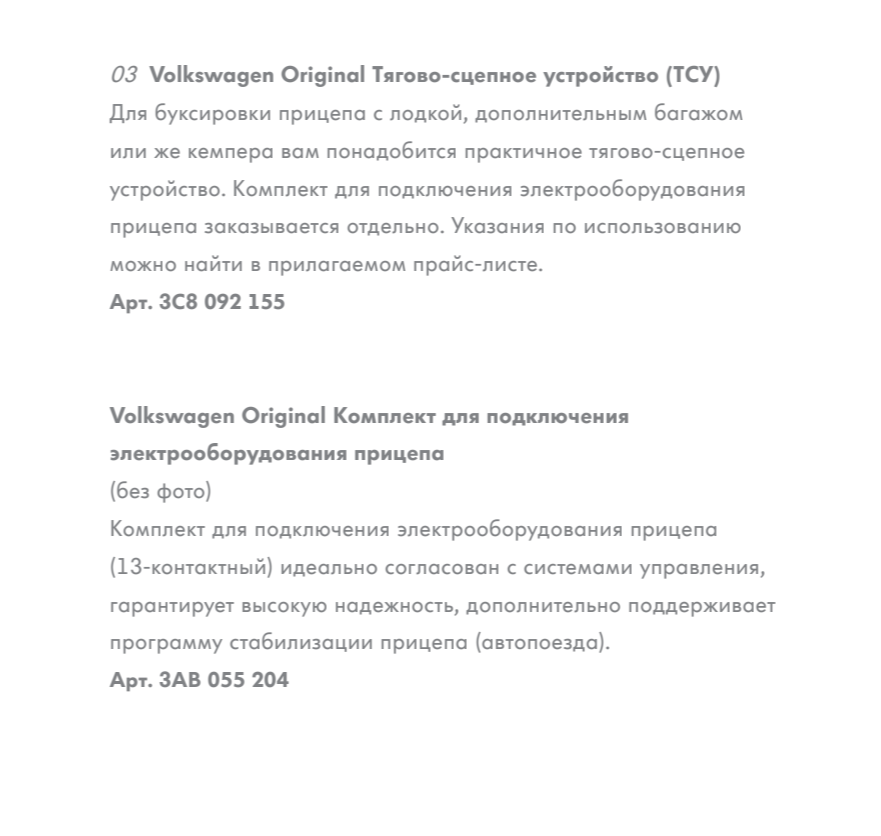 03 Volkswagen Original Тягово-сцепное устройство (ТСУ)
Для буксировки прицепа с лодкой, дополнительным багажом
или же кемпера вам понадобится практичное тягово-сцепное
устройство. Комплект для подключения электрооборудования
прицепа заказывается отдельно. Указания по использованию
можно найти в прилагаемом прайс-листе.
Арт. 3C8 092 155
Volkswagen Original Комплект для подключения
электрооборудования прицепа
(без фото)
Комплект для подключения электрооборудования прицепа
(13-контактный) идеально согласован с системами управления,
гарантирует высокую надежность, дополнительно поддерживает
программу стабилизации прицепа (автопоезда).
Арт. 3AB 055 204